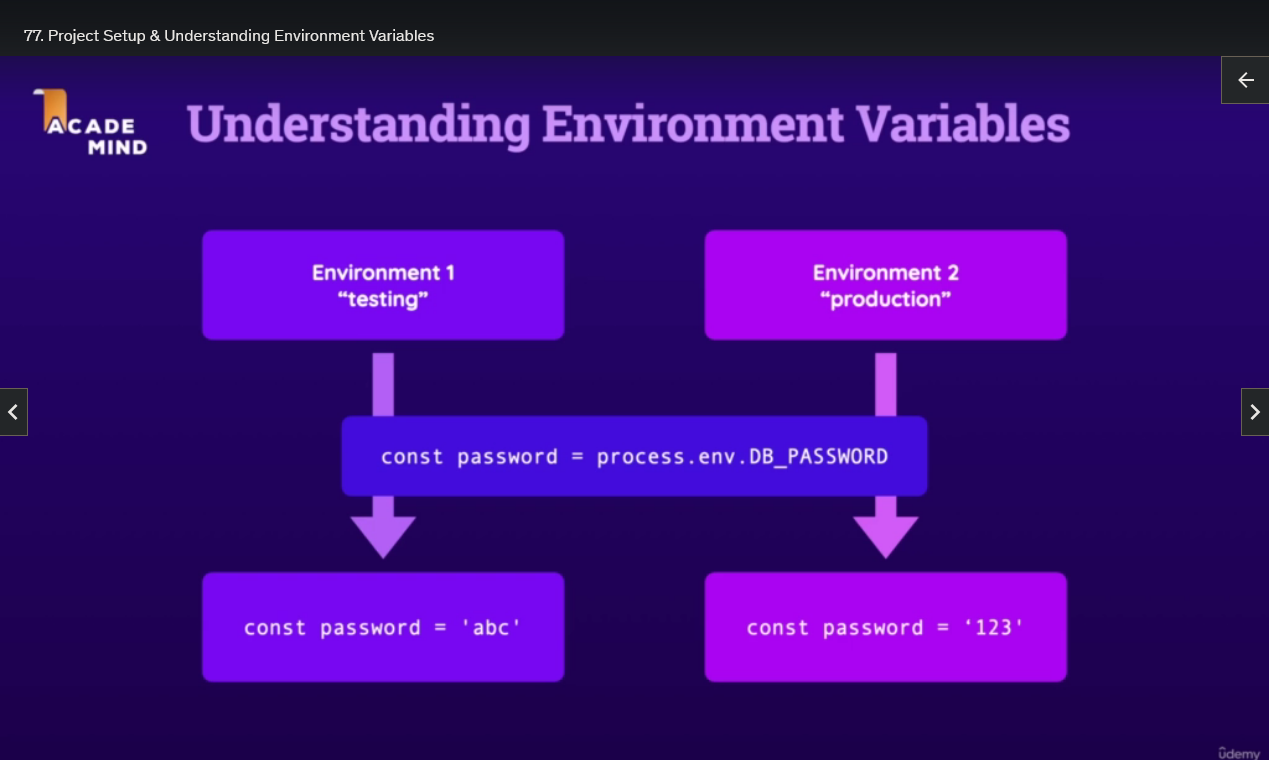 77. Project Setup & Understanding Environment Variables
ACADE
MIND
Understanding Environment Variables
Environment 1
“testing”
Environment 2
“production”
const password = process.env.DB_PASSWORD
const password = 'abc'
const password = ‘123'
ûdemy